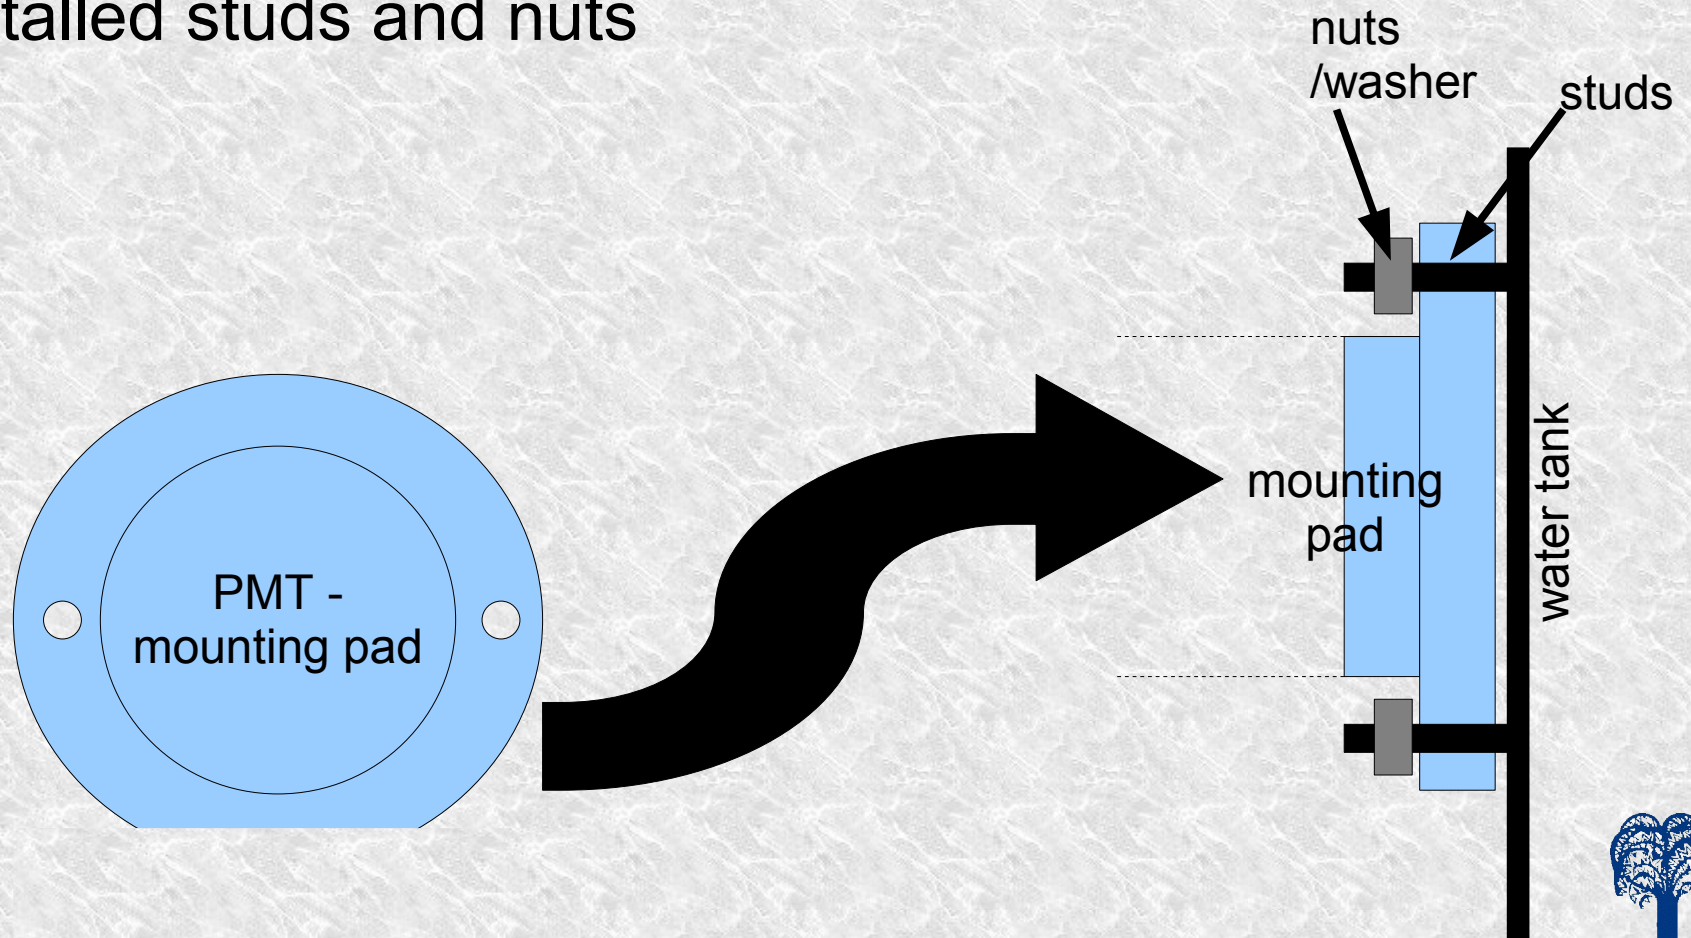 talled studs and nuts
nuts
/washer
studs
mounting
pad
water tank
PMT -
mounting pad